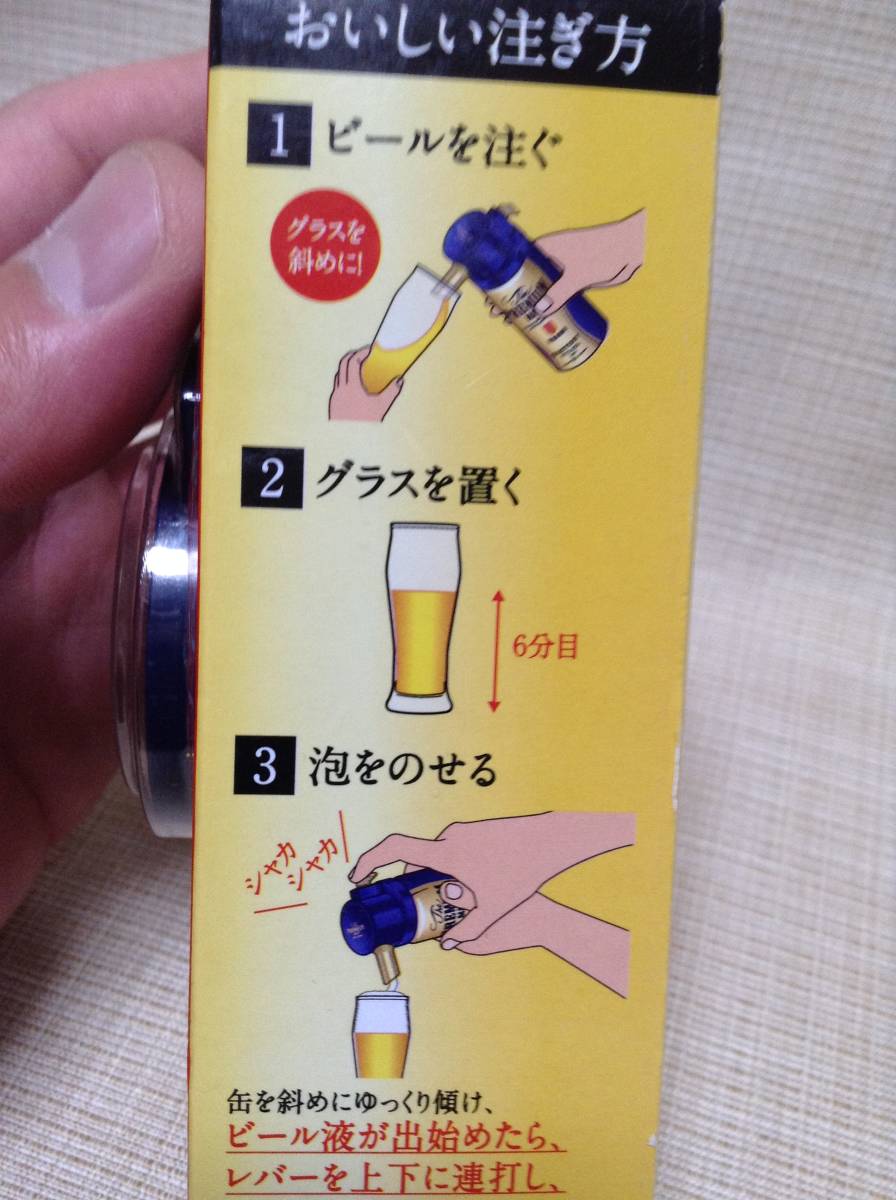 おいしい注ぎ方
1 ビールを注ぐ
グラスを
斜めに!
The
PREMIUM
2 グラスを置く
6分目
3 泡をのせる
シャカ
シャカ
缶を斜めにゆっくり傾け、
ビール液が出始めたら、
レバーを上下に連打し、